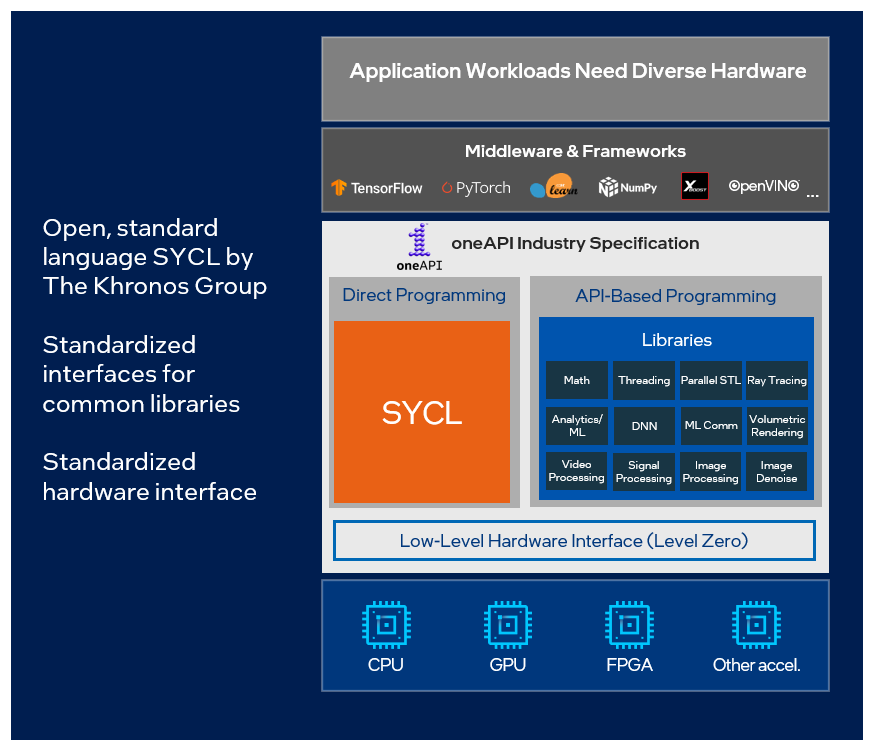 Application Workloads Need Diverse Hardware
Middleware & Frameworks
TensorFlow
PyTorch
learn
NumPy
XBOOST
OpenVINO
...
Open, standard
language SYCL by
The Khronos Group
Standardized
interfaces for
common libraries
Standardized
hardware interface
oneAPI
oneAPI Industry Specification
Direct Programming
SYCL
API-Based Programming
Libraries
Math
Threading
Parallel STL
Ray Tracing
Analytics/
ML
DNN
ML Comm
Volumetric
Rendering
Video
Processing
Signal
Processing
Image
Processing
Image
Denoise
Low-Level Hardware Interface (Level Zero)
CPU
GPU
FPGA
Other accel.